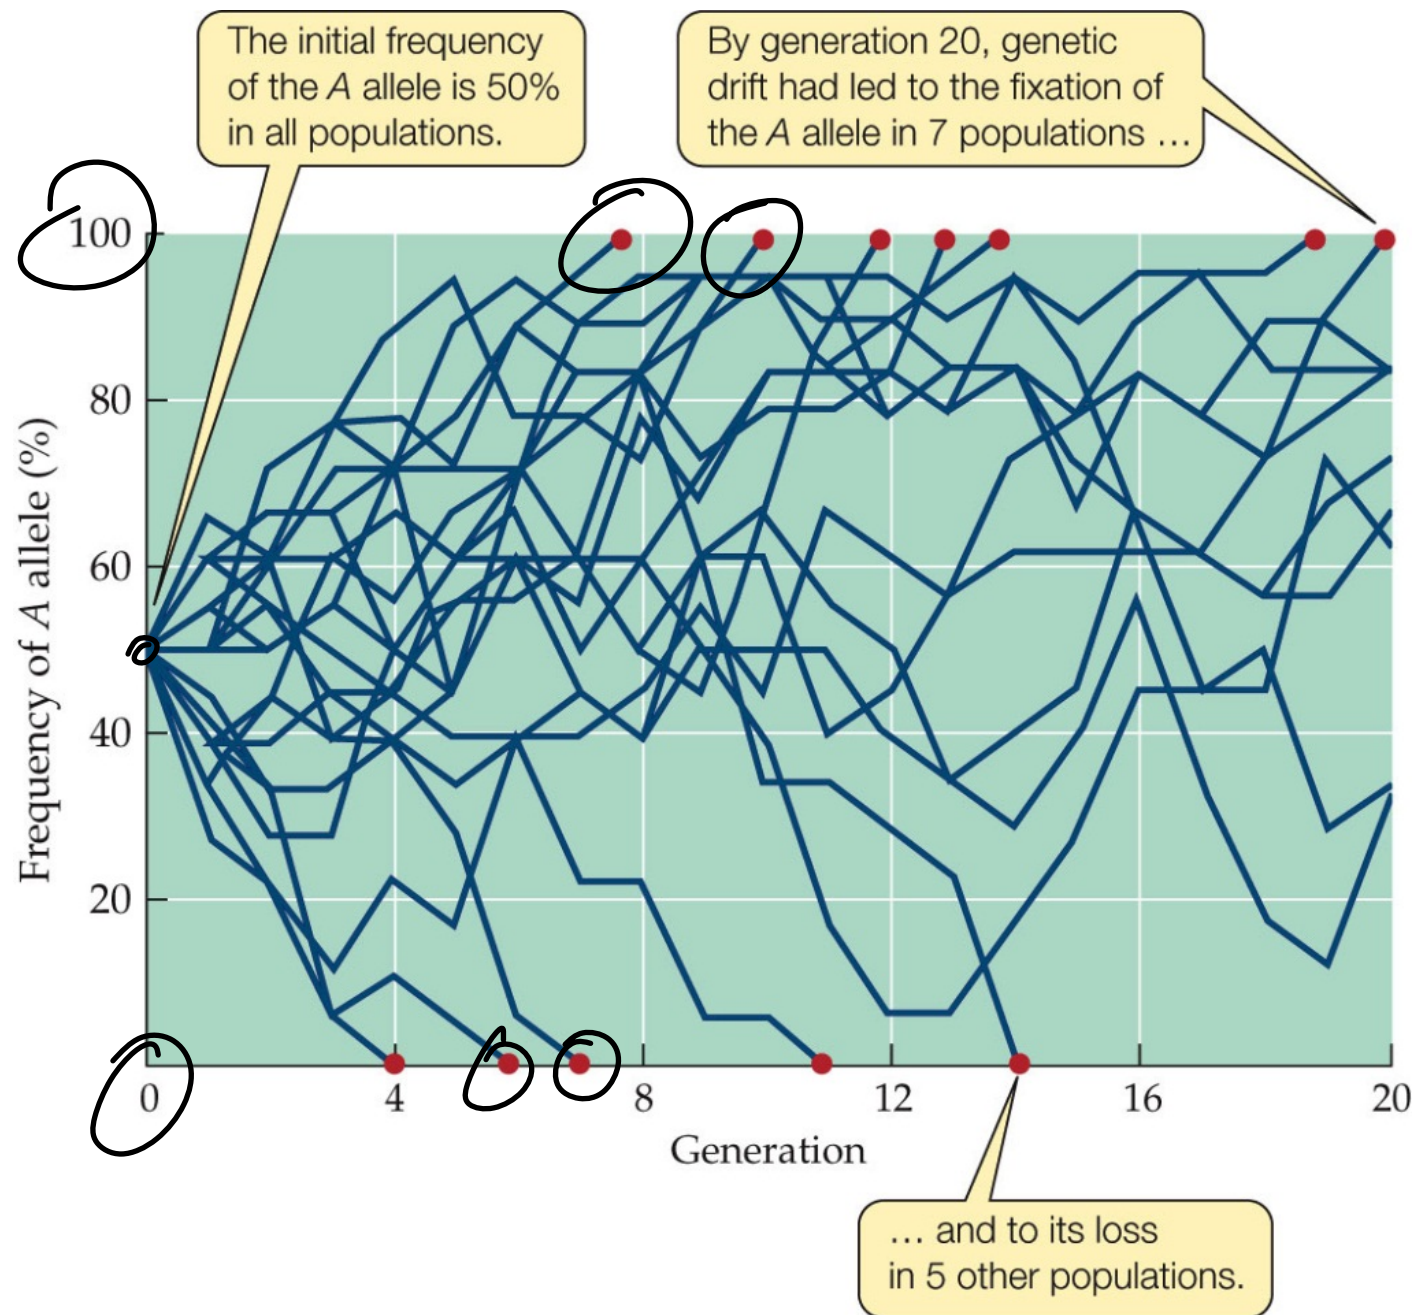 The initial frequency
of the A allele is 50%
in all populations.
By generation 20, genetic
drift had led to the fixation of
the A allele in 7 populations …
100
80
60
40
20
Frequency of A allele (%)
0 4 8 12 16 20
Generation
… and to its loss
in 5 other populations.